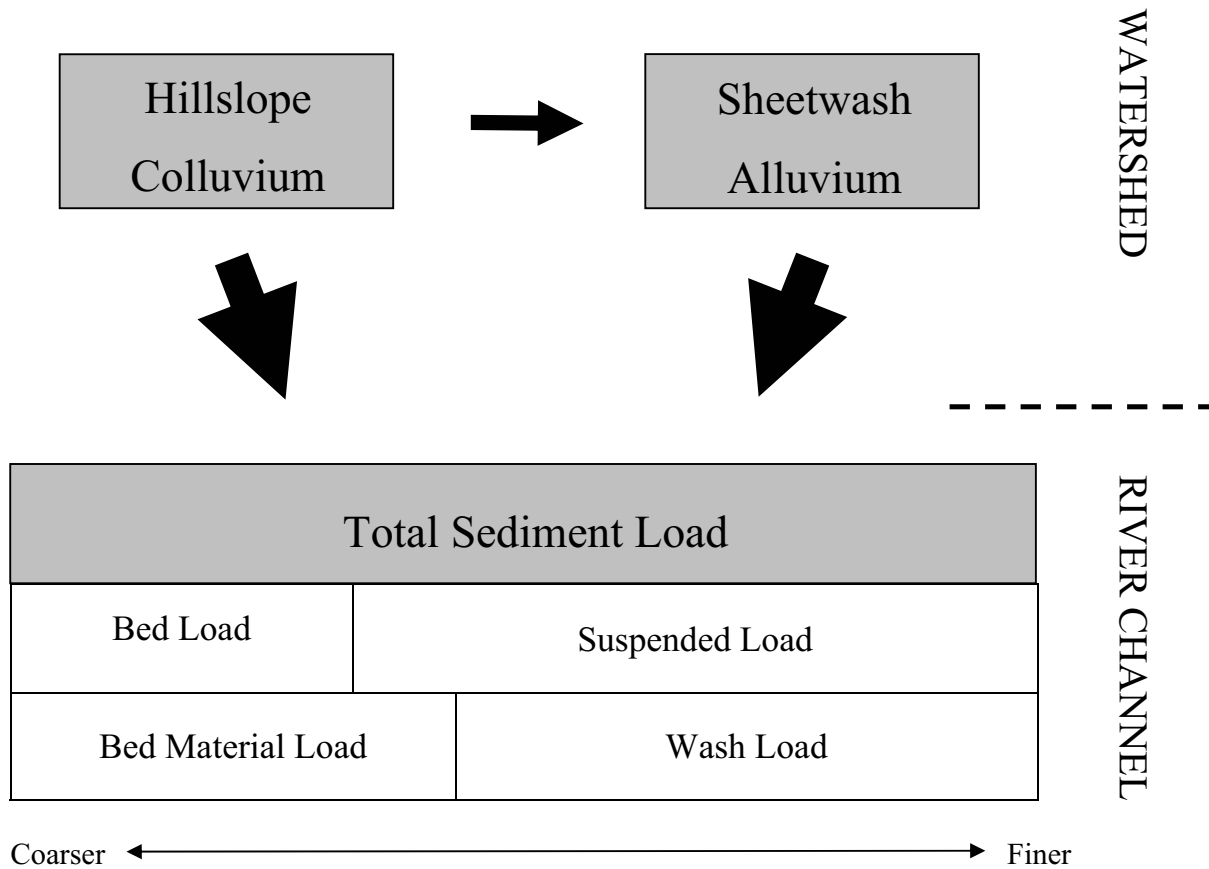 Hillslope
Colluvium
Sheetwash
Alluvium
WATERSHED
Total Sediment Load
Bed Load
Suspended Load
Bed Material Load
Wash Load
RIVER CHANNEL
Coarser
Finer